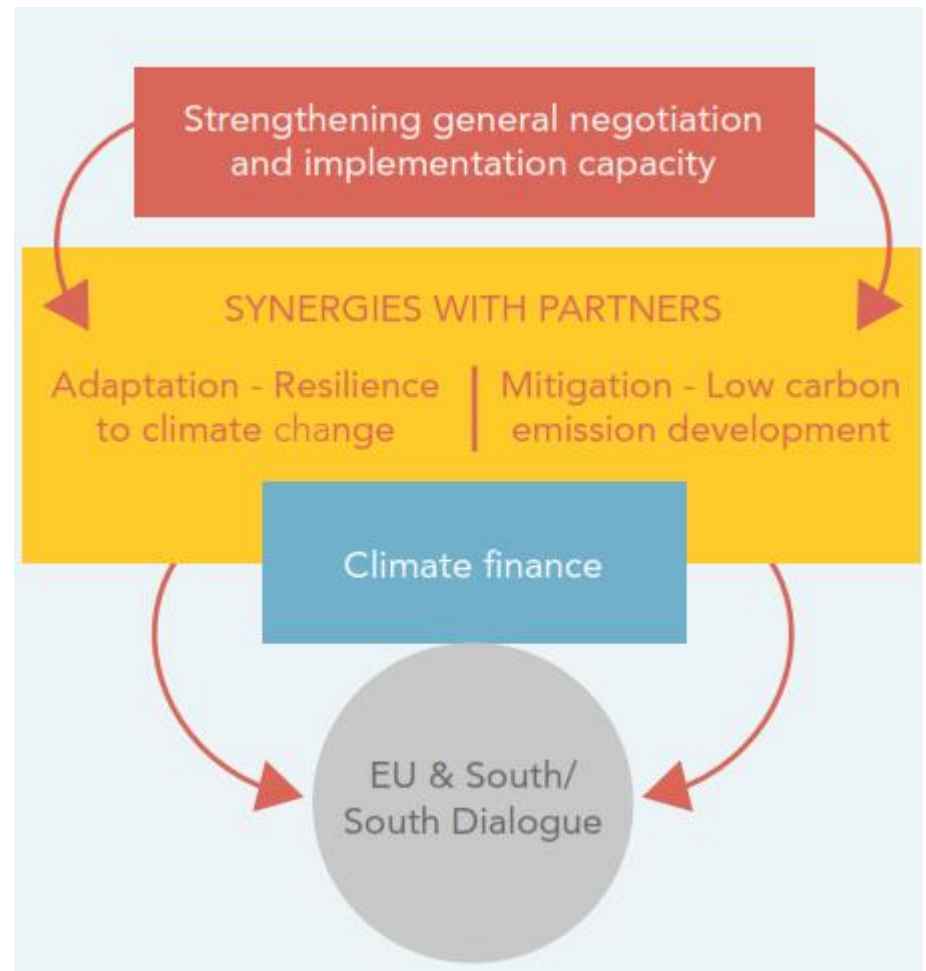 Strengthening general negotiation
and implementation capacity
SYNERGIES WITH PARTNERS
Adaptation - Resilience
to climate change
Mitigation - Low carbon
emission development
Climate finance
EU & South/
South Dialogue